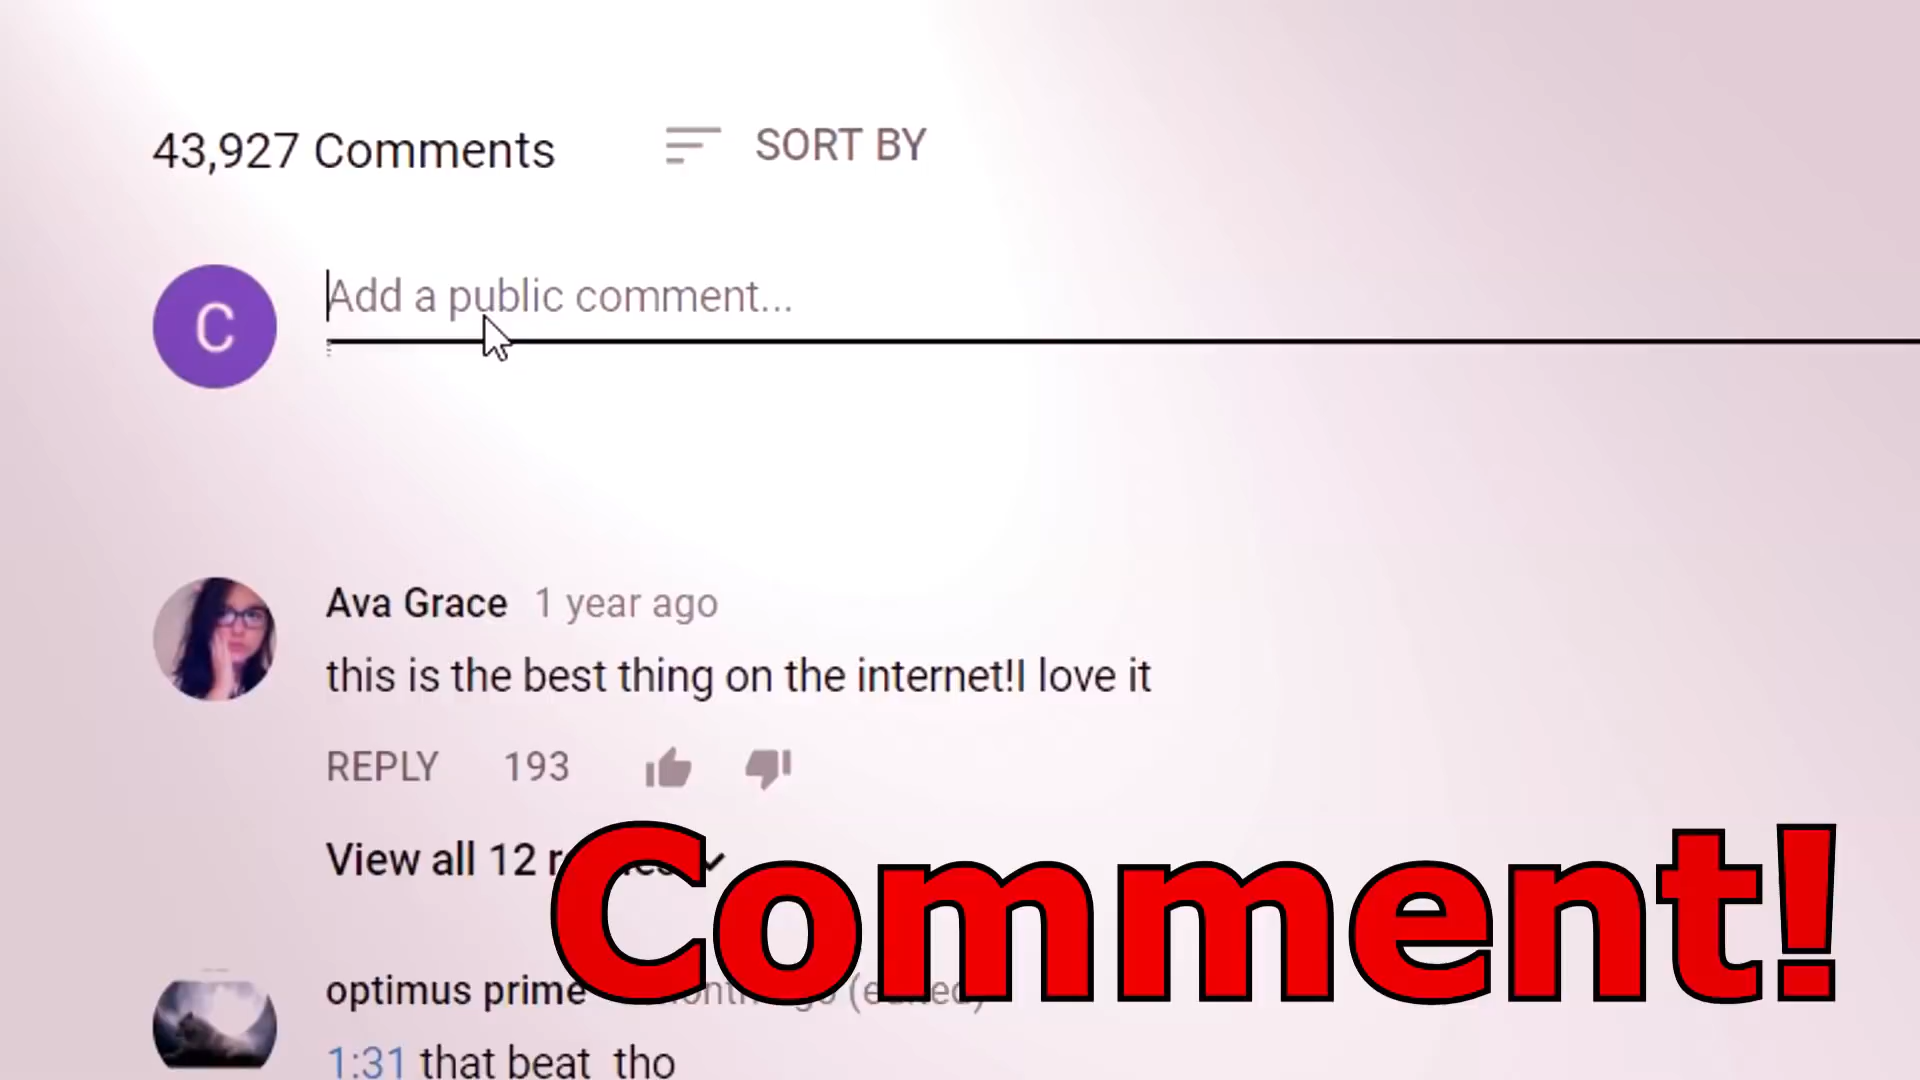 43,927 Comments SORT BY
C
Add a public comment...
Ava Grace 1 year ago
this is the best thing on the internet!I love it
REPLY 193
View all 12
Comment!
optimus prime (edited)
1:31 that beat tho